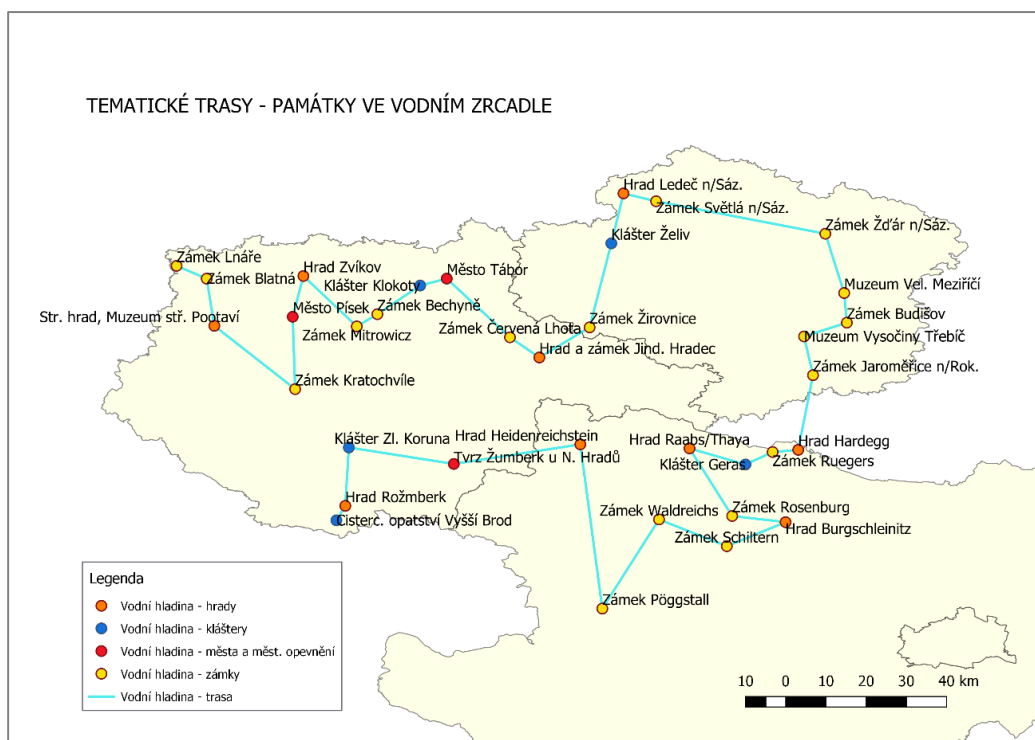 TEMATICKÉ TRASY - PAMÁTKY VE VODNÍM ZRCADLE
Hrad Ledeč n/Sáz.
Zámek Světlá n/Sáz.
Zámek Žďár n/Sáz.
Klášter Želiv
Zámek Lnáře
Zámek Blatná
Hrad Zvíkov
Klášter Klokoty
Město Tábor
Muzeum Vel. Meziříčí
Str. hrad, Muzeum stř. Pootaví
Město Písek
Zámek Bechyně
Zámek Mitrowicz
Zámek Červená Lhota
Zámek Žirovnice
Zámek Budišov
Muzeum Vysočiny Třebíč
Hrad a zámek Jind. Hradec
Zámek Jaroměřice n/Rok.
Zámek Kratochvíle
Klášter Zl. Koruna
Hrad Heidenreichstein
Tvrz Žumberk u N. Hradů
Hrad Raabs/Thaya
Hrad Hardegg
Klášter Geras
Zámek Ruegers
Hrad Rožmberk
Cisterc. opatství Vyšší Brod
Zámek Waldreichs
Zámek Rosenburg
Hrad Burgschleinitz
Zámek Schiltern
Zámek Pöggstall
Legenda
Vodní hladina - hrady
Vodní hladina - kláštery
Vodní hladina - města a měst. opevnění
Vodní hladina - zámky
Vodní hladina - trasa
10 0 10 20 30 40 km